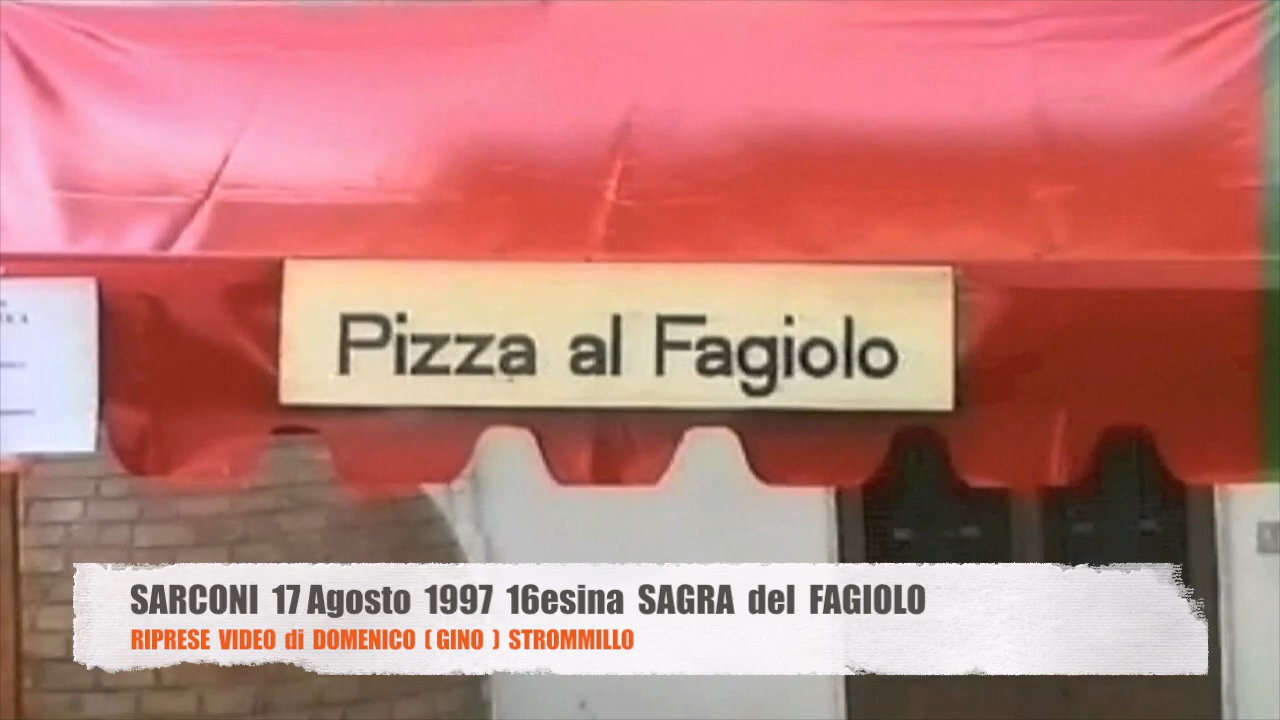 Pizza al Fagiolo
SARCONI 17 Agosto 1997 16esina SAGRA del FAGIOLO
RIPRESE VIDEO di DOMENICO ( GINO ) STROMMILLO